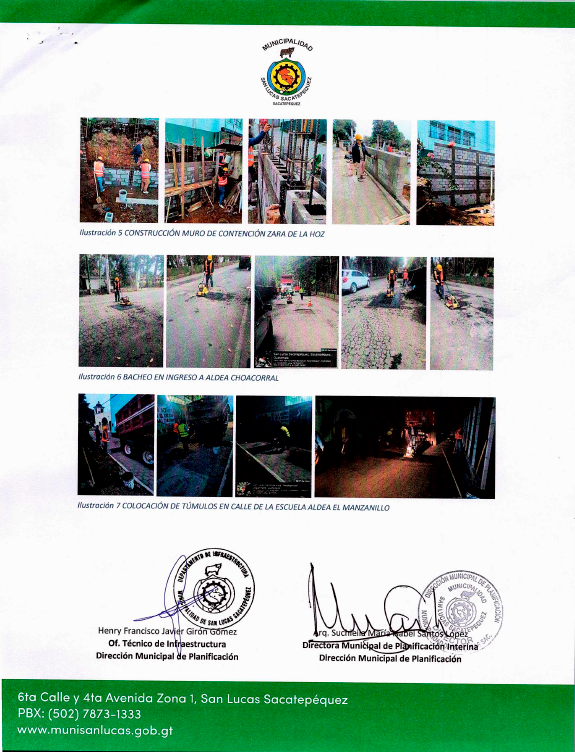 MUNICIPALIDAD
SAN LUCAS SACATEPÉQUEZ
SACATEPÉQUEZ
Ilustración 5 CONSTRUCCIÓN MURO DE CONTENCIÓN ZARA DE LA HOZ
Ilustración 6 BACHEO EN INGRESO A ALDEA CHOACORRAL
Ilustración 7 COLOCACIÓN DE TÚMULOS EN CALLE DE LA ESCUELA ALDEA EL MANZANILLO
DEPARTAMENTO DE INFRAESTRUCTURA
MUNICIPALIDAD DE SAN LUCAS SACATEPÉQUEZ
DIRECCIÓN MUNICIPAL DE PLANIFICACIÓN
MUNICIPALIDAD
Henry Francisco Javier Girón Gómez
Of. Técnico de Infraestructura
Dirección Municipal de Planificación
Arq. Suchiella María Isabel Santos López
Directora Municipal de Planificación Interina
Dirección Municipal de Planificación
6ta Calle y 4ta Avenida Zona 1, San Lucas Sacatepéquez
PBX: (502) 7873-1333
www.munisanlucas.gob.gt